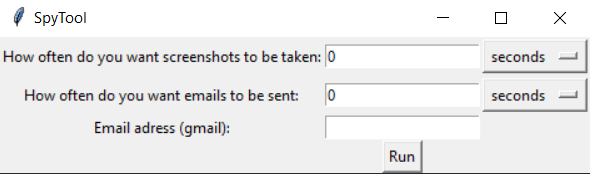 SpyTool
How often do you want screenshots to be taken: 0 seconds
How often do you want emails to be sent: 0 seconds
Email adress (gmail):
Run